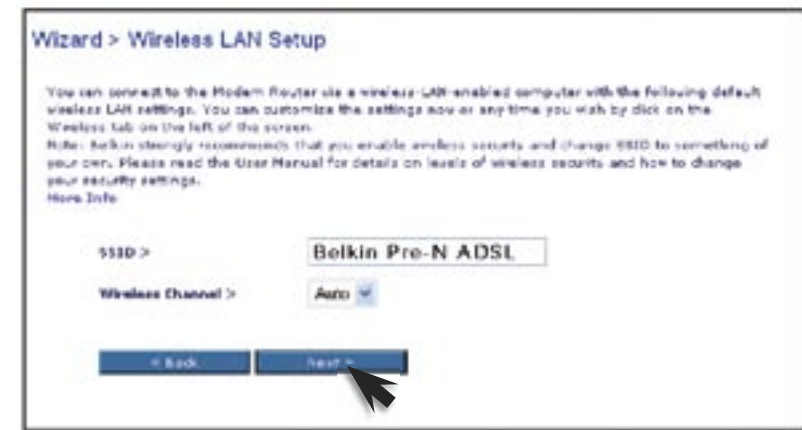 Wizard > Wireless LAN Setup
You can connect to the Modem Router via a wireless-LAN-enabled computer with the following default
wireless LAN settings. You can customize the settings now or any time you wish by click on the
Wireless tab on the left of the screen.
Note: Belkin strongly recommends that you enable wireless security and change SSID to something of
your own. Please read the User Manual for details on levels of wireless security and how to change
your security settings.
More Info
SSID > Belkin Pre-N ADSL
Wireless Channel > Auto
< Back Next >